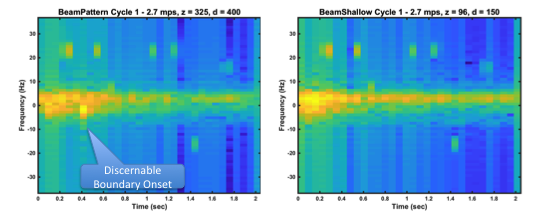 BeamPattern Cycle 1 - 2.7 mps, z = 325, d = 400
30
20
10
0
-10
-20
-30
Frequency (Hz)
Discernable
Boundary Onset
0 0.2 0.4 0.6 0.8 1 1.2 1.4 1.6 1.8 2
Time (sec)
BeamShallow Cycle 1 - 2.7 mps, z = 96, d = 150
30
20
10
0
-10
-20
-30
Frequency (Hz)
0 0.2 0.4 0.6 0.8 1 1.2 1.4 1.6 1.8 2
Time (sec)